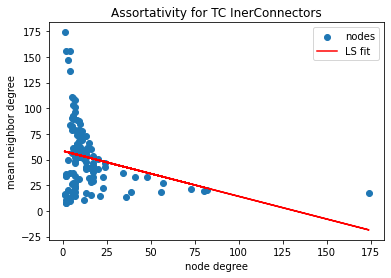 Assortativity for TC InerConnectors
nodes
LS fit
mean neighbor degree
175
150
125
100
75
50
25
0
−25
0 25 50 75 100 125 150 175
node degree